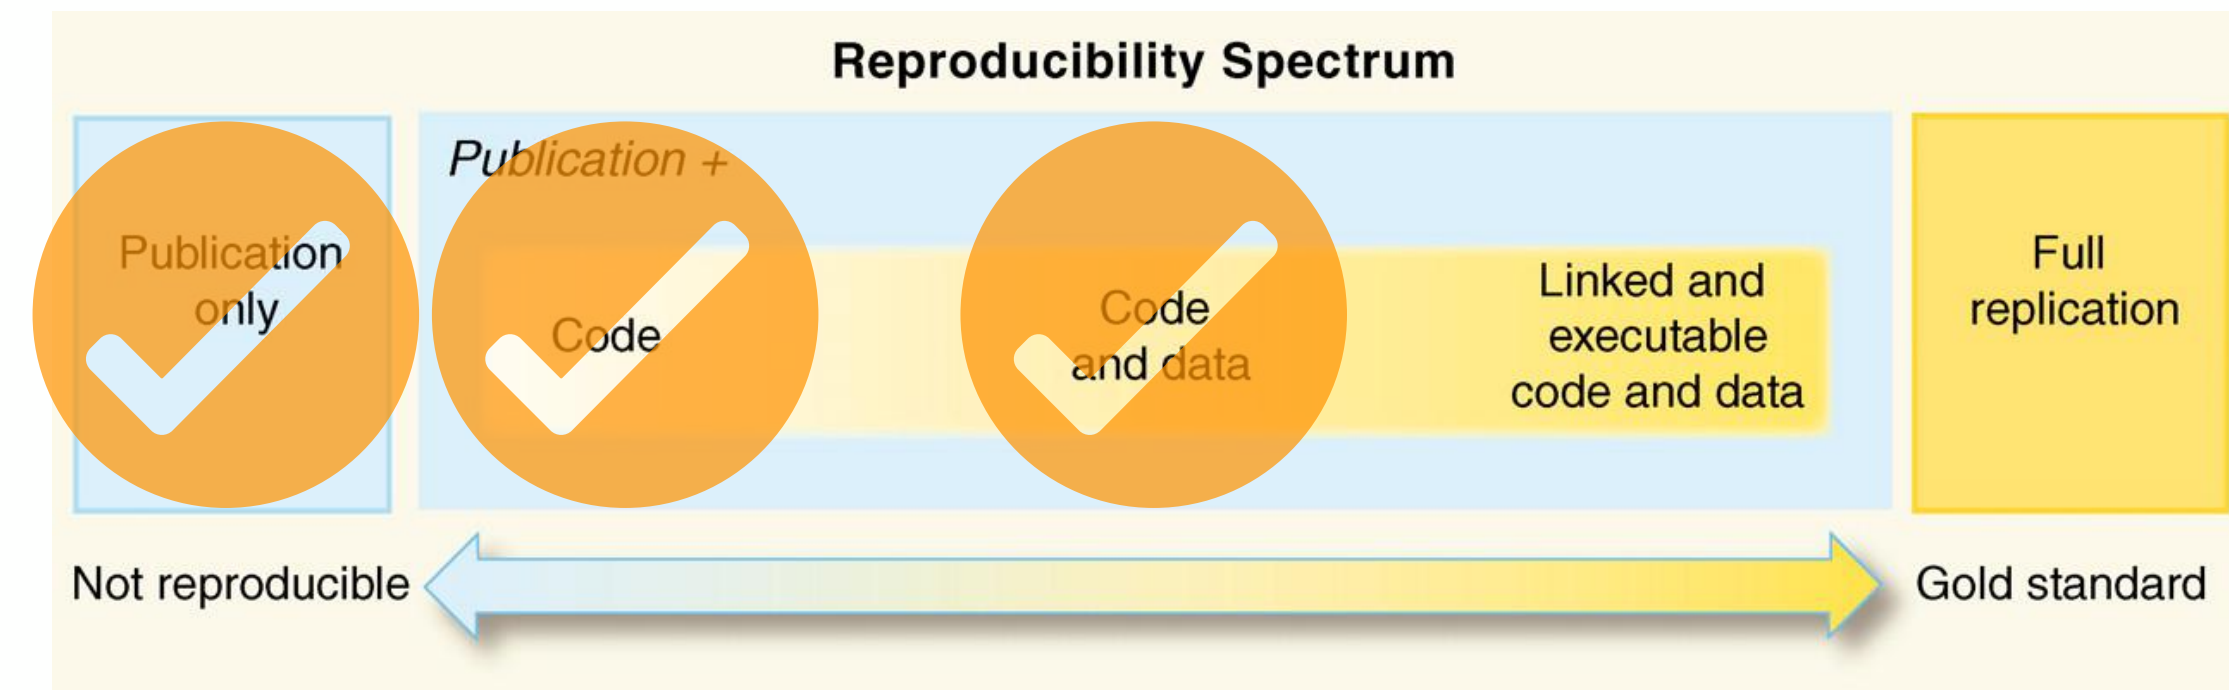 Reproducibility Spectrum
Publication
only
Publication +
Code
Code
and data
Linked and
executable
code and data
Full
replication
Not reproducible
Gold standard